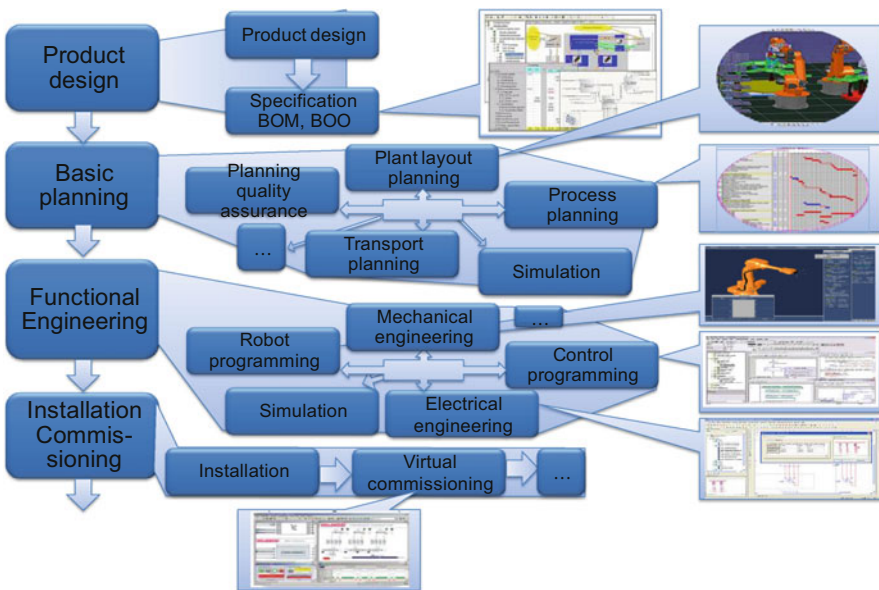 Product
design
Product design
Specification
BOM, BOO
Basic
planning
Plant layout
planning
Planning
quality
assurance
Process
planning
...
Transport
planning
Simulation
Functional
Engineering
Mechanical
engineering
...
Robot
programming
Control
programming
Simulation
Electrical
engineering
Installation
Commis-
sioning
Installation
Virtual
commissioning
...